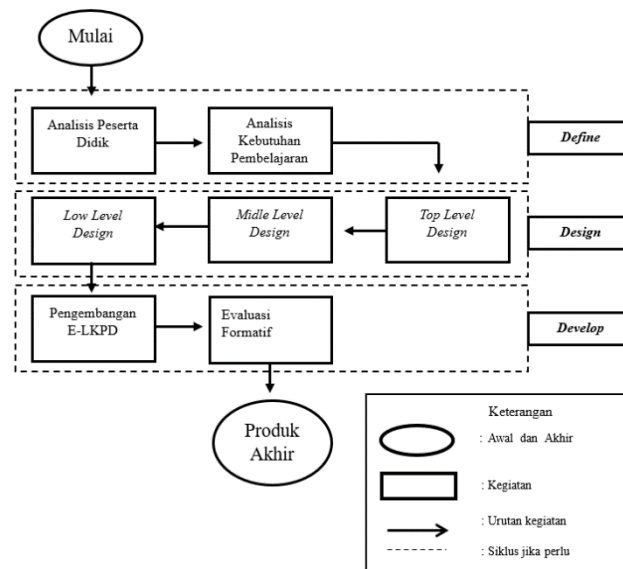 Mulai
Analisis Peserta
Didik
Analisis
Kebutuhan
Pembelajaran
Define
Low Level
Design
Midle Level
Design
Top Level
Design
Design
Pengembangan
E-LKPD
Evaluasi
Formatif
Develop
Produk
Akhir
Keterangan
: Awal dan Akhir
: Kegiatan
: Urutan kegiatan
: Siklus jika perlu